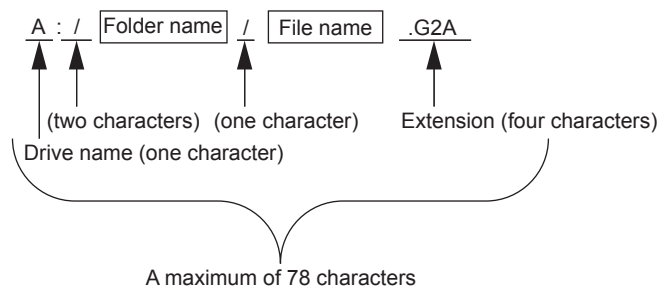 A : / Folder name / File name .G2A
(two characters) (one character) Extension (four characters)
Drive name (one character)
A maximum of 78 characters